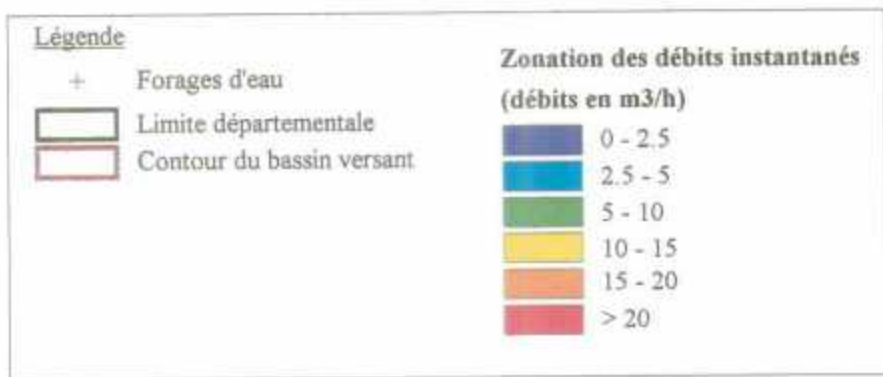 Légende
+ Forages d'eau
Limite départementale
Contour du bassin versant
Zonation des débits instantanés
(débits en m3/h)
0 - 2.5
2.5 - 5
5 - 10
10 - 15
15 - 20
> 20